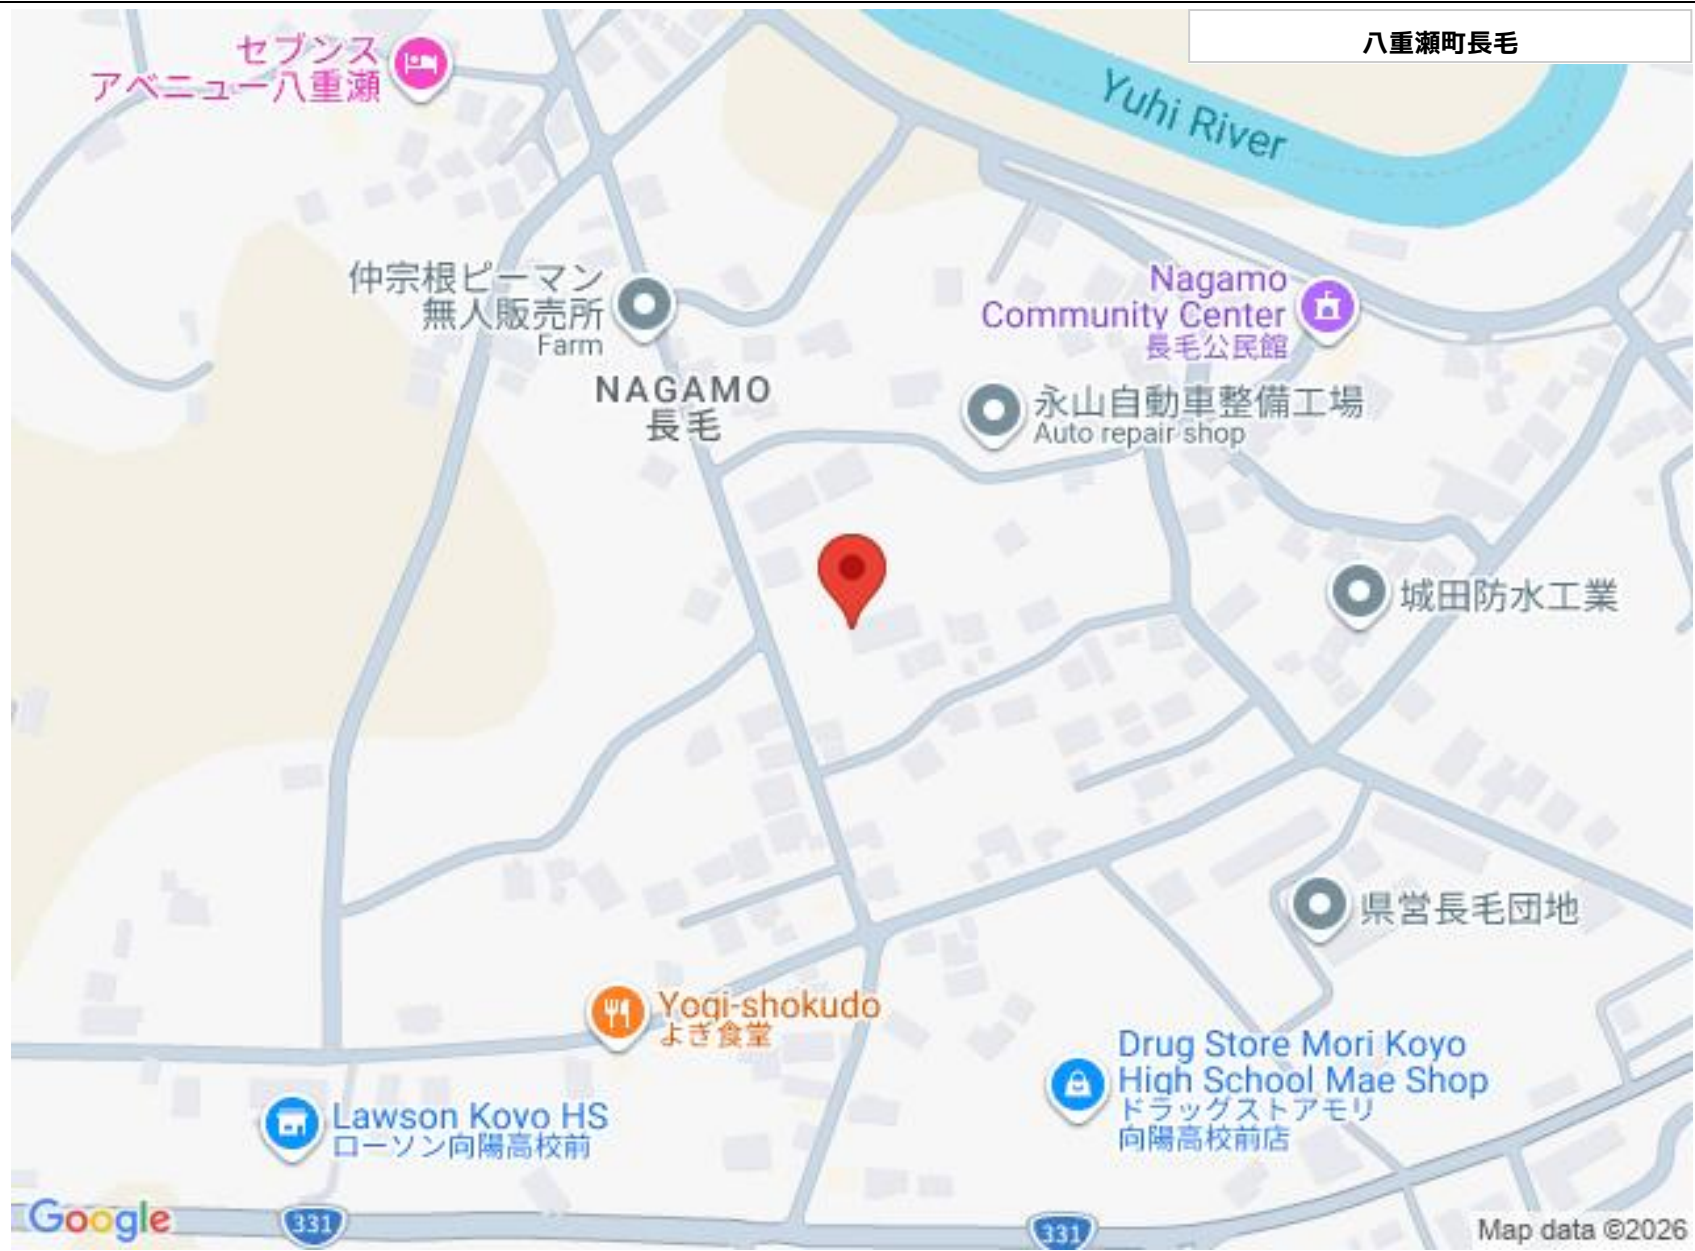 八重瀬町長毛
セブンス
アベニュー八重瀬
Yuhi River
仲宗根ピーマン
無人販売所
Farm
Nagamo
Community Center
長毛公民館
NAGAMO
長毛
永山自動車整備工場
Auto repair shop
城田防水工業
県営長毛団地
Yogi-shokudo
よぎ食堂
Drug Store Mori Koyo
High School Mae Shop
ドラッグストアモリ
向陽高校前店
Lawson Koyo HS
ローソン向陽高校前
Google
331
331
Map data ©2026